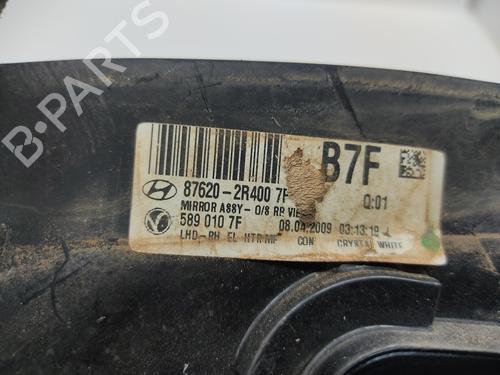 B-PARTS
B7F
87620-2R400 7F
Q:01
MIRROR ASSY- O/S RR VIEW
589 010 7F
08.04.2009 03:13:19
LHD-RH EL HTR MF CON CRYSTAL WHITE